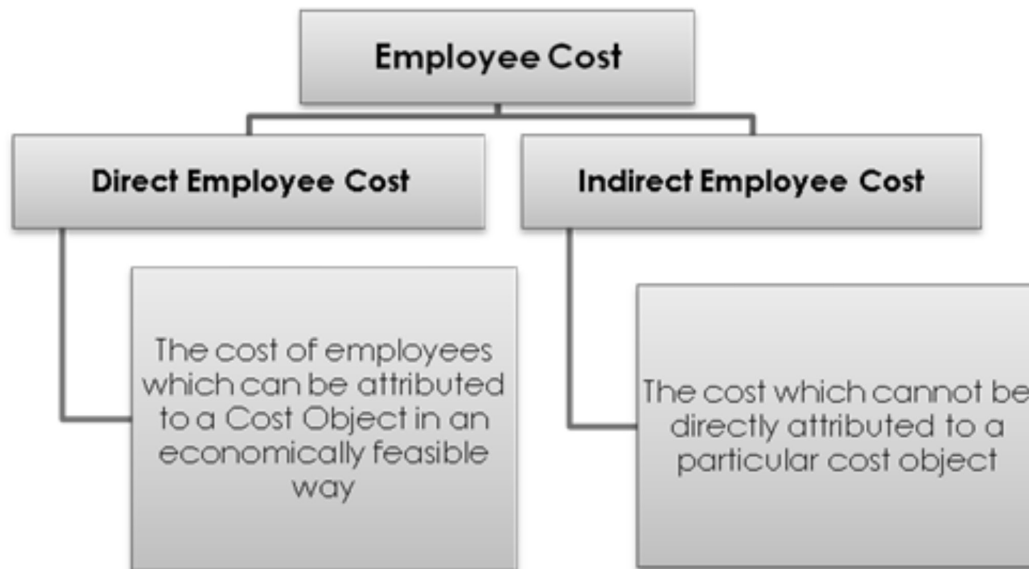 Employee Cost
Direct Employee Cost
The cost of employees
which can be attributed
to a Cost Object in an
economically feasible
way
Indirect Employee Cost
The cost which cannot be
directly attributed to a
particular cost object